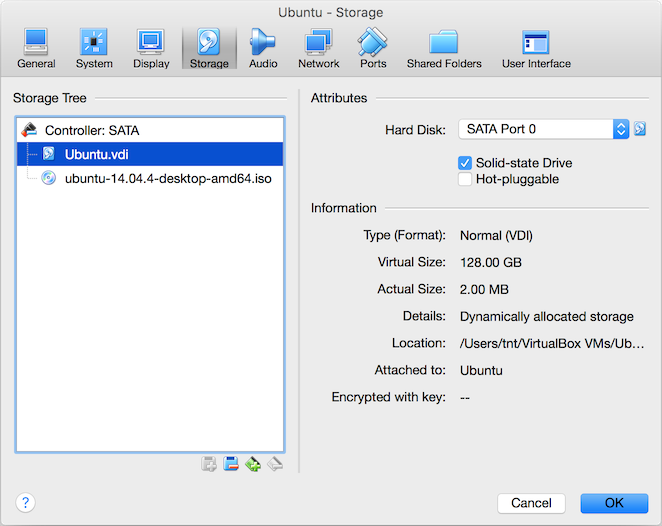 Ubuntu - Storage
General System Display Storage Audio Network Ports Shared Folders User Interface
Storage Tree
Controller: SATA
Ubuntu.vdi
ubuntu-14.04.4-desktop-amd64.iso
Attributes
Hard Disk: SATA Port 0
Solid-state Drive
Hot-pluggable
Information
Type (Format): Normal (VDI)
Virtual Size: 128.00 GB
Actual Size: 2.00 MB
Details: Dynamically allocated storage
Location: /Users/tnt/VirtualBox VMs/Ub...
Attached to: Ubuntu
Encrypted with key: --
?
Cancel OK